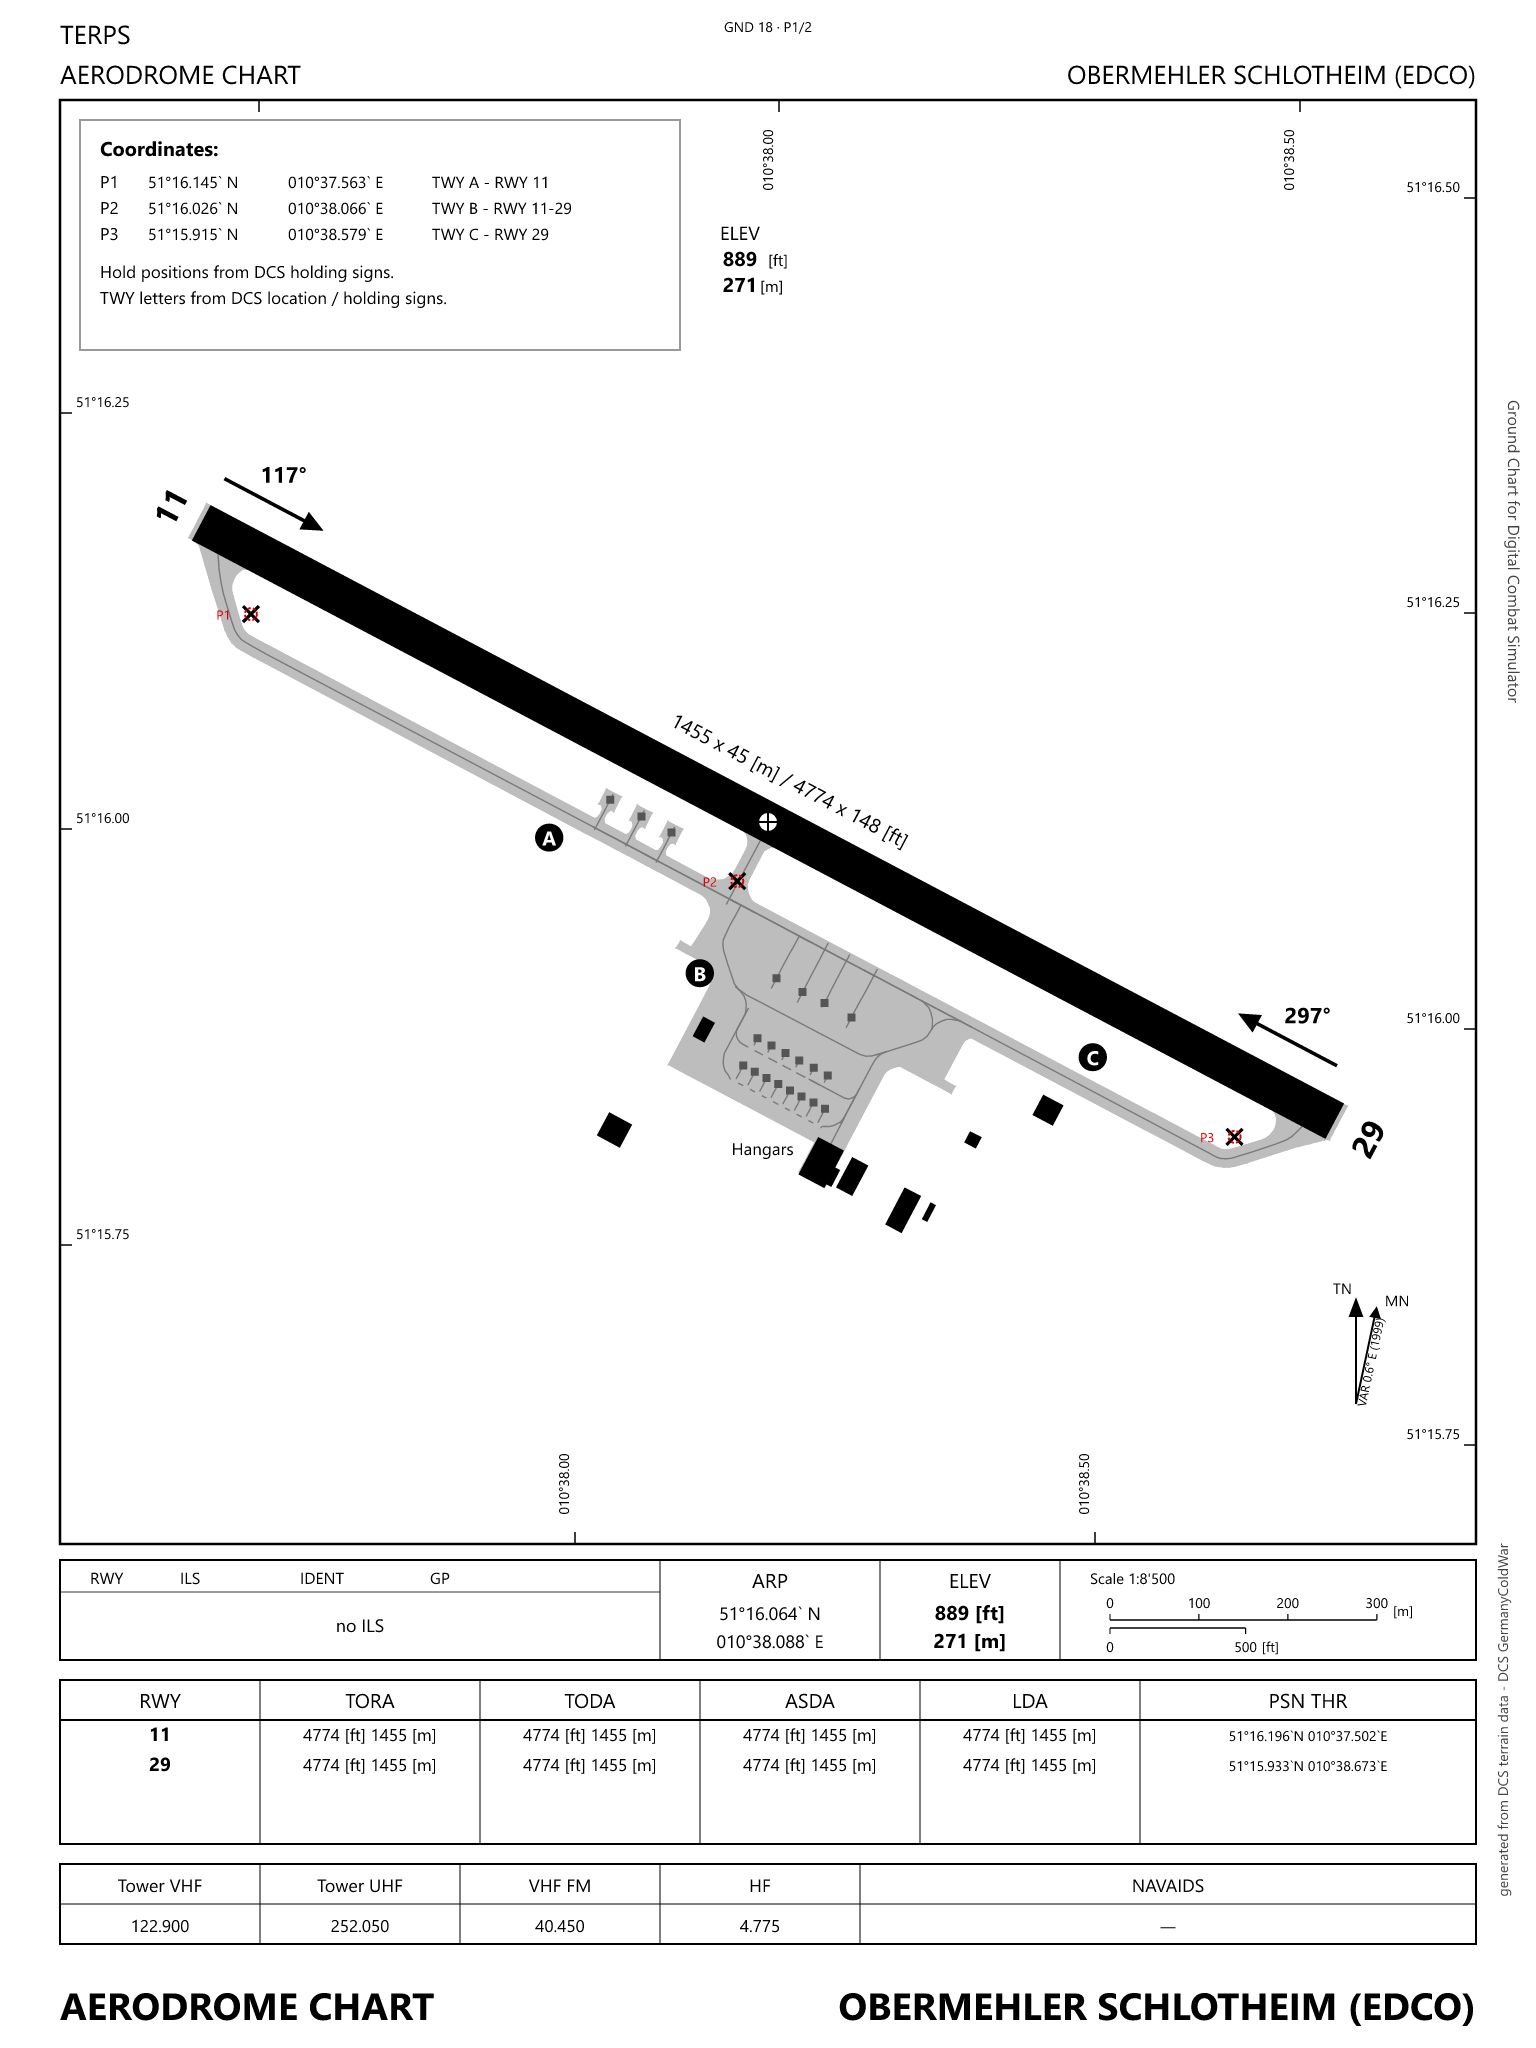 GND 18 · P1/2
TERPS
AERODROME CHART
OBERMEHLER SCHLOTHEIM (EDCO)
Coordinates:
P1 51°16.145` N 010°37.563` E TWY A - RWY 11
P2 51°16.026` N 010°38.066` E TWY B - RWY 11-29
P3 51°15.915` N 010°38.579` E TWY C - RWY 29
Hold positions from DCS holding signs.
TWY letters from DCS location / holding signs.
010°38.00
010°38.50
51°16.50
ELEV
889 [ft]
271 [m]
51°16.25
Ground Chart for Digital Combat Simulator
117°
11
51°16.25
P1
1455 x 45 [m] / 4774 x 148 [ft]
51°16.00
A
P2
B
297°
51°16.00
C
29
P3
Hangars
51°15.75
TN
MN
VAR 0.6° E (1999)
51°15.75
010°38.00
010°38.50
RWY ILS IDENT GP
no ILS
ARP
51°16.064` N
010°38.088` E
ELEV
889 [ft]
271 [m]
Scale 1:8'500
0 100 200 300 [m]
0 500 [ft]
generated from DCS terrain data - DCS GermanyColdWar
RWY TORA TODA ASDA LDA PSN THR
11 4774 [ft] 1455 [m] 4774 [ft] 1455 [m] 4774 [ft] 1455 [m] 4774 [ft] 1455 [m] 51°16.196`N 010°37.502`E
29 4774 [ft] 1455 [m] 4774 [ft] 1455 [m] 4774 [ft] 1455 [m] 4774 [ft] 1455 [m] 51°15.933`N 010°38.673`E
Tower VHF Tower UHF VHF FM HF NAVAIDS
122.900 252.050 40.450 4.775 —
AERODROME CHART
OBERMEHLER SCHLOTHEIM (EDCO)